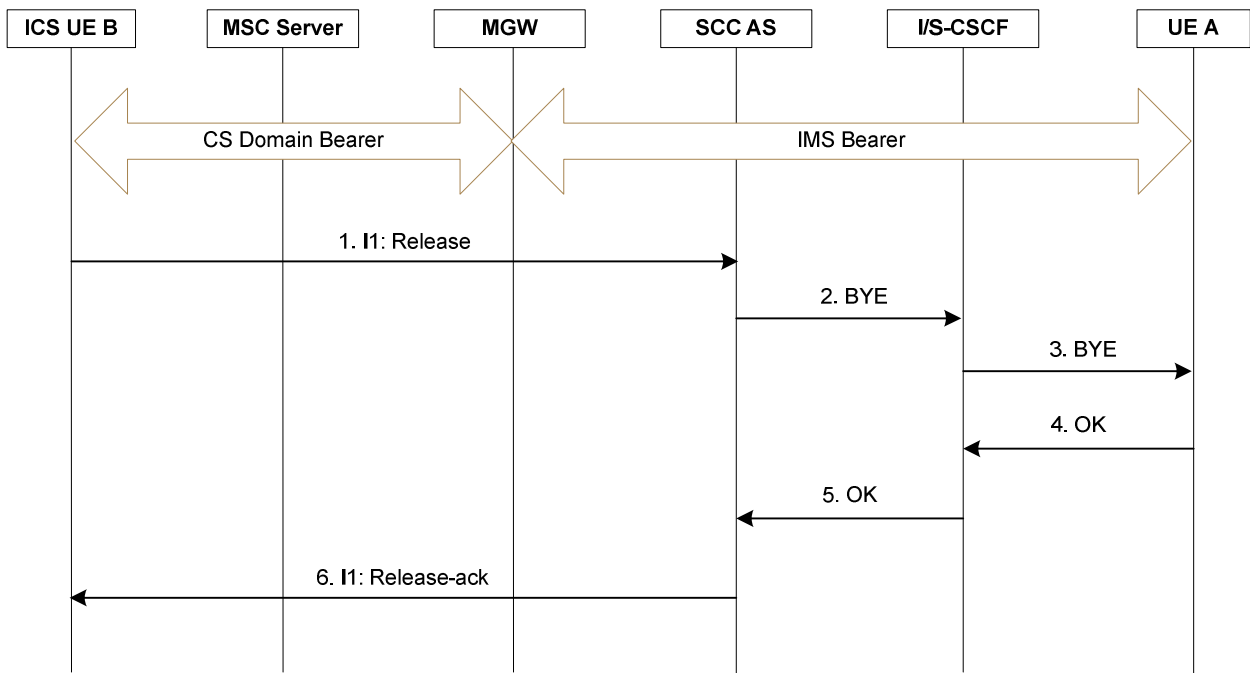 ICS UE B
MSC Server
MGW
SCC AS
I/S-CSCF
UE A
CS Domain Bearer
IMS Bearer
1. I1: Release
2. BYE
3. BYE
4. OK
5. OK
6. I1: Release-ack